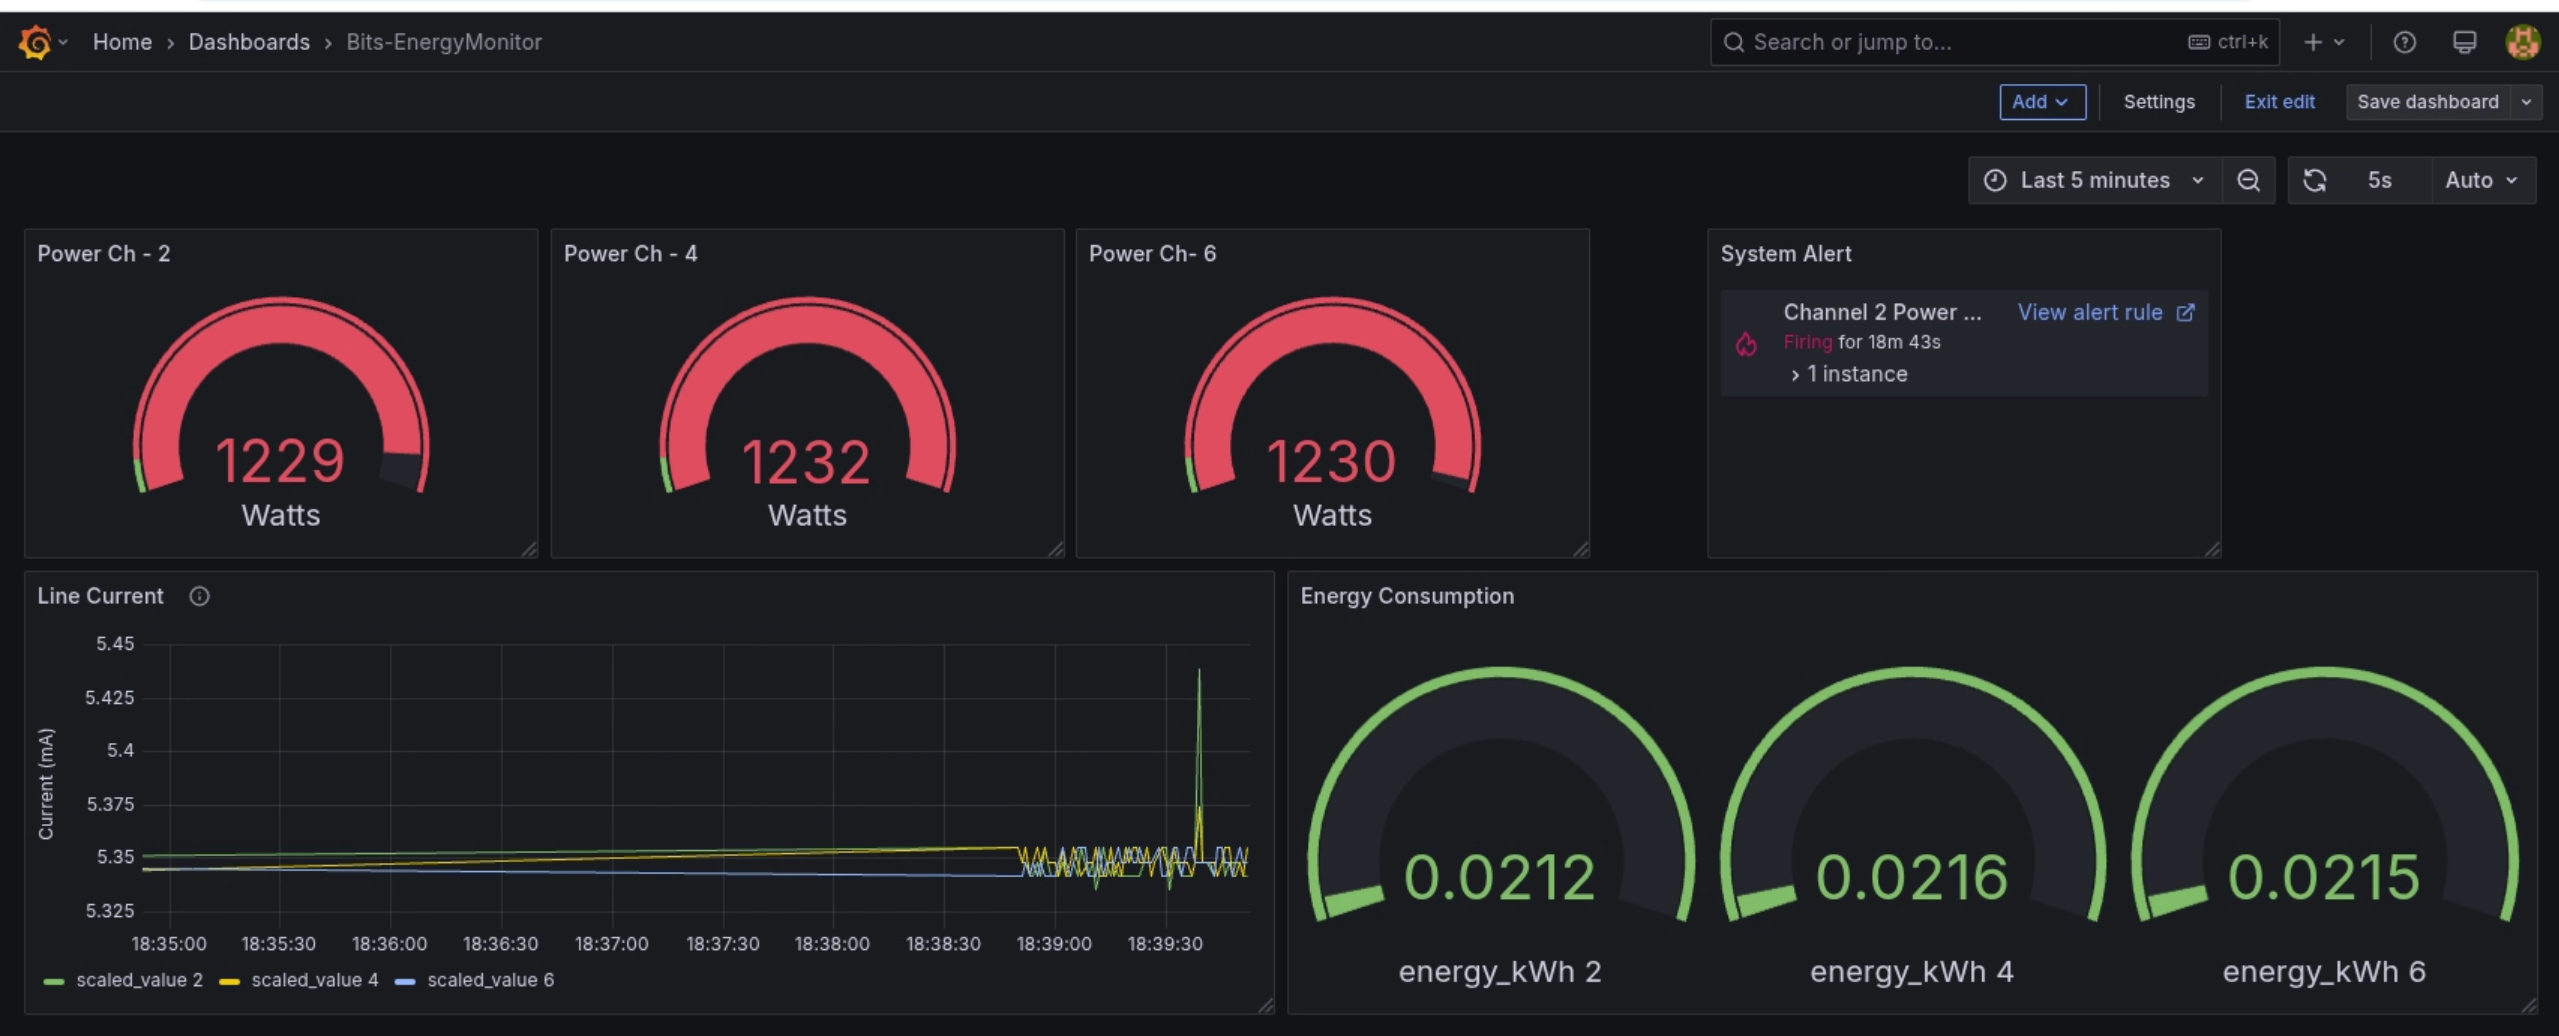 Home › Dashboards › Bits-EnergyMonitor
Search or jump to...
ctrl+k
Add
Settings
Exit edit
Save dashboard
Last 5 minutes
5s
Auto
Power Ch - 2
1229
Watts
Power Ch - 4
1232
Watts
Power Ch- 6
1230
Watts
System Alert
Channel 2 Power ...
View alert rule
Firing for 18m 43s
› 1 instance
Line Current
Current (mA)
5.45
5.425
5.4
5.375
5.35
5.325
18:35:00 18:35:30 18:36:00 18:36:30 18:37:00 18:37:30 18:38:00 18:38:30 18:39:00 18:39:30
scaled_value 2 scaled_value 4 scaled_value 6
Energy Consumption
0.0212 0.0216 0.0215
energy_kWh 2 energy_kWh 4 energy_kWh 6